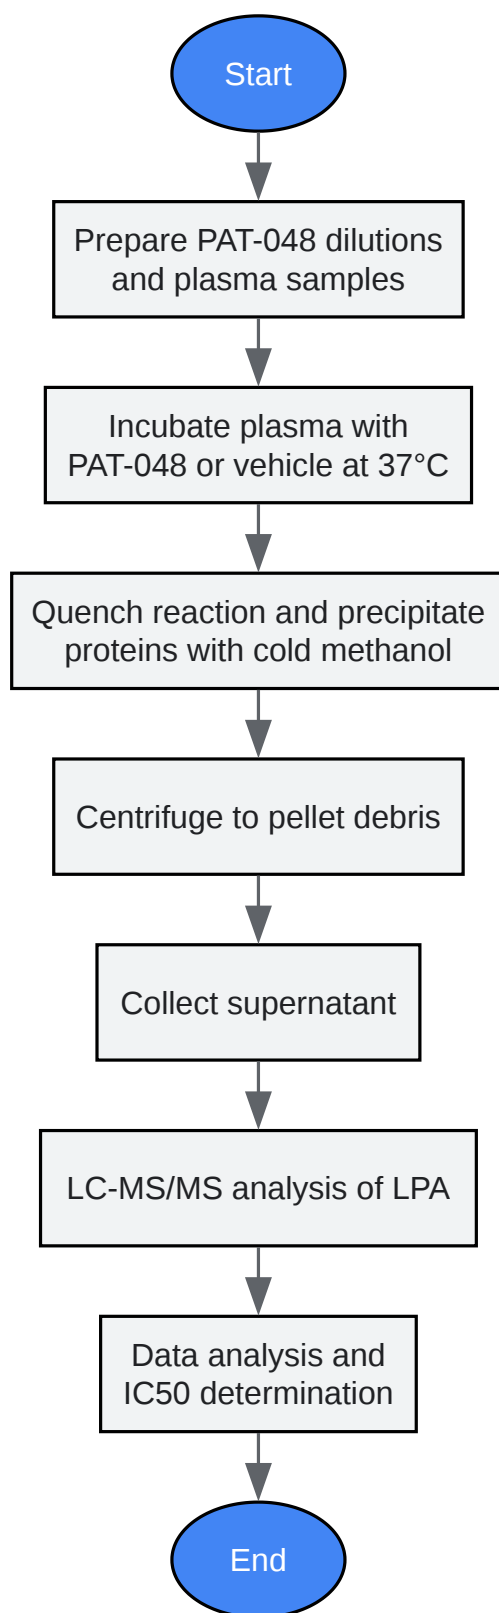 Start
Prepare PAT-048 dilutions
and plasma samples
Incubate plasma with
PAT-048 or vehicle at 37°C
Quench reaction and precipitate
proteins with cold methanol
Centrifuge to pellet debris
Collect supernatant
LC-MS/MS analysis of LPA
Data analysis and
IC50 determination
End